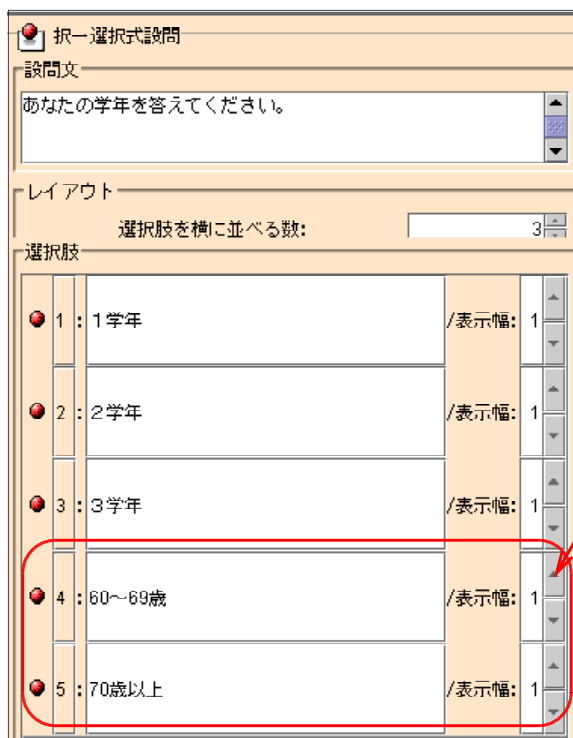 択一選択式設問
設問文
あなたの学年を答えてください。
レイアウト
選択肢を横に並べる数: 3
選択肢
1 : 1学年 /表示幅: 1
2 : 2学年 /表示幅: 1
3 : 3学年 /表示幅: 1
4 : 60～69歳 /表示幅: 1
5 : 70歳以上 /表示幅: 1